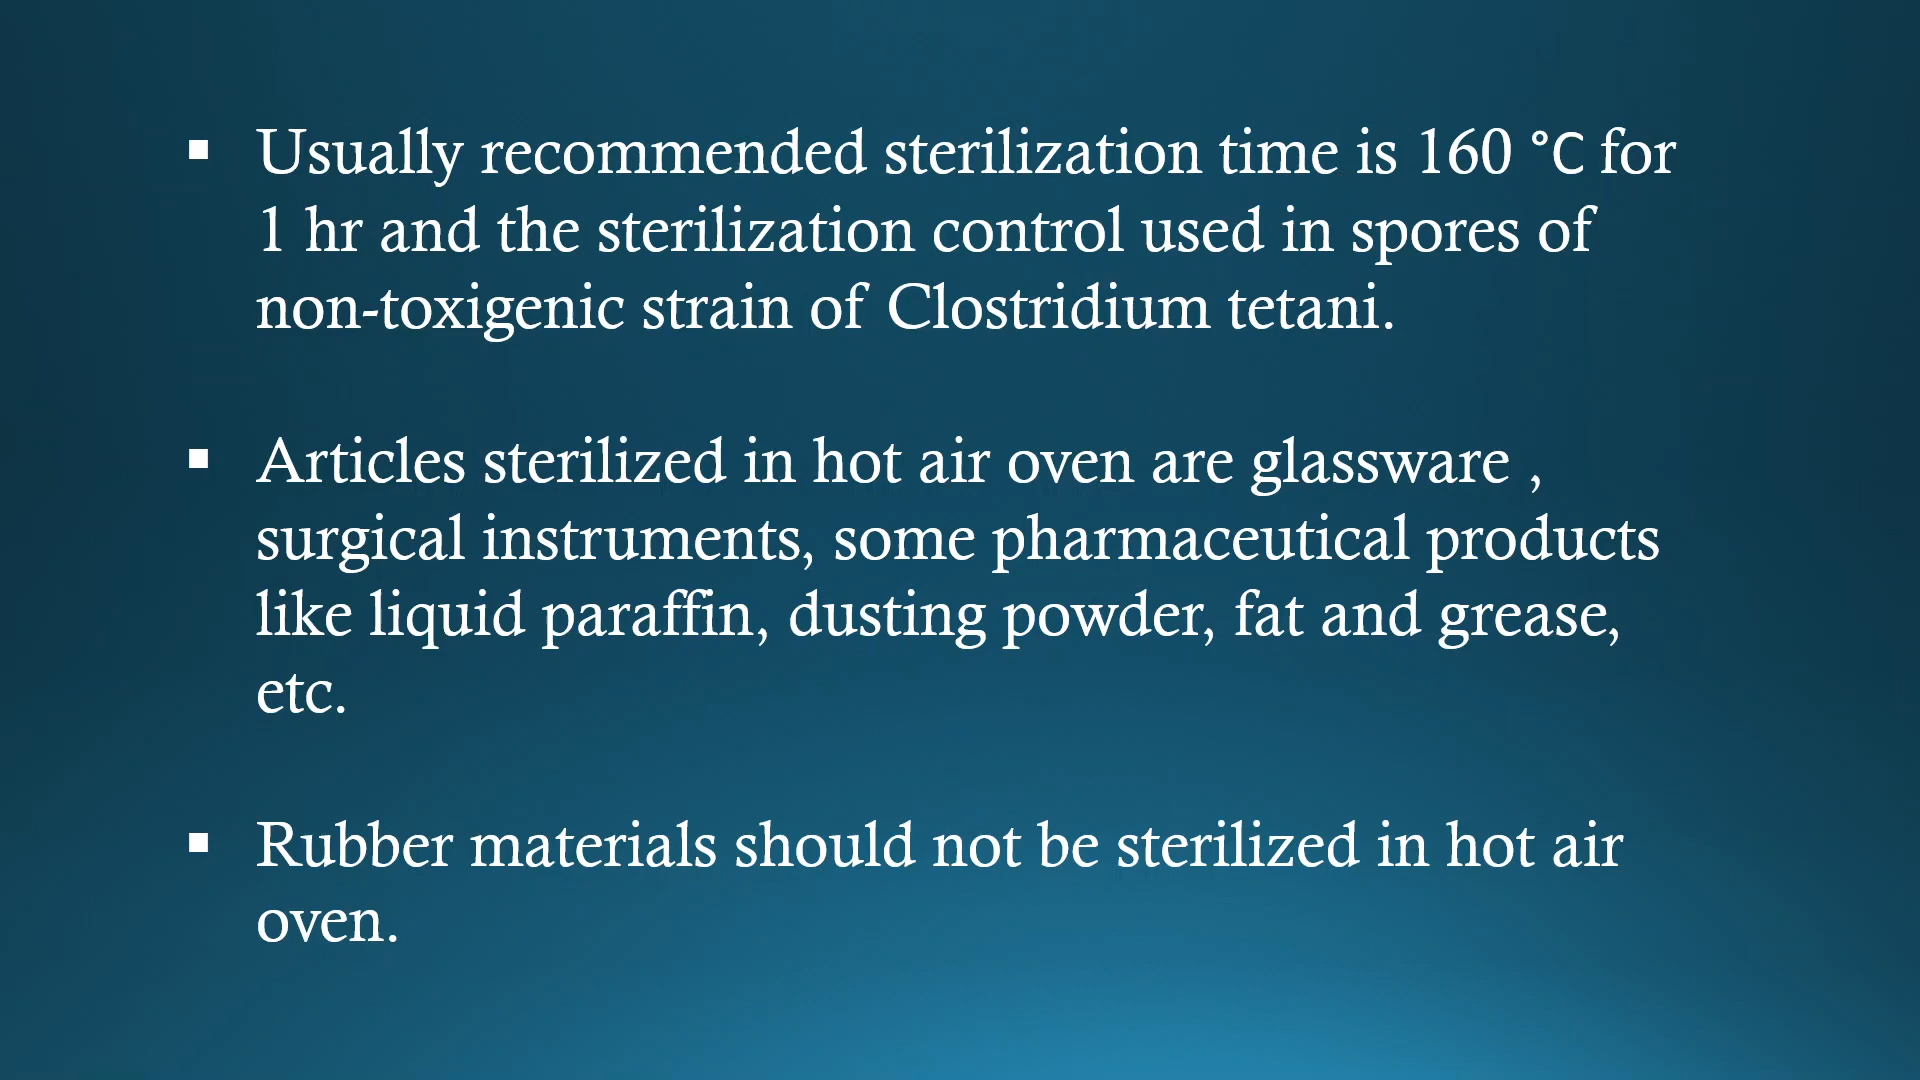 ▪ Usually recommended sterilization time is 160 °C for
1 hr and the sterilization control used in spores of
non-toxigenic strain of Clostridium tetani.
▪ Articles sterilized in hot air oven are glassware ,
surgical instruments, some pharmaceutical products
like liquid paraffin, dusting powder, fat and grease,
etc.
▪ Rubber materials should not be sterilized in hot air
oven.